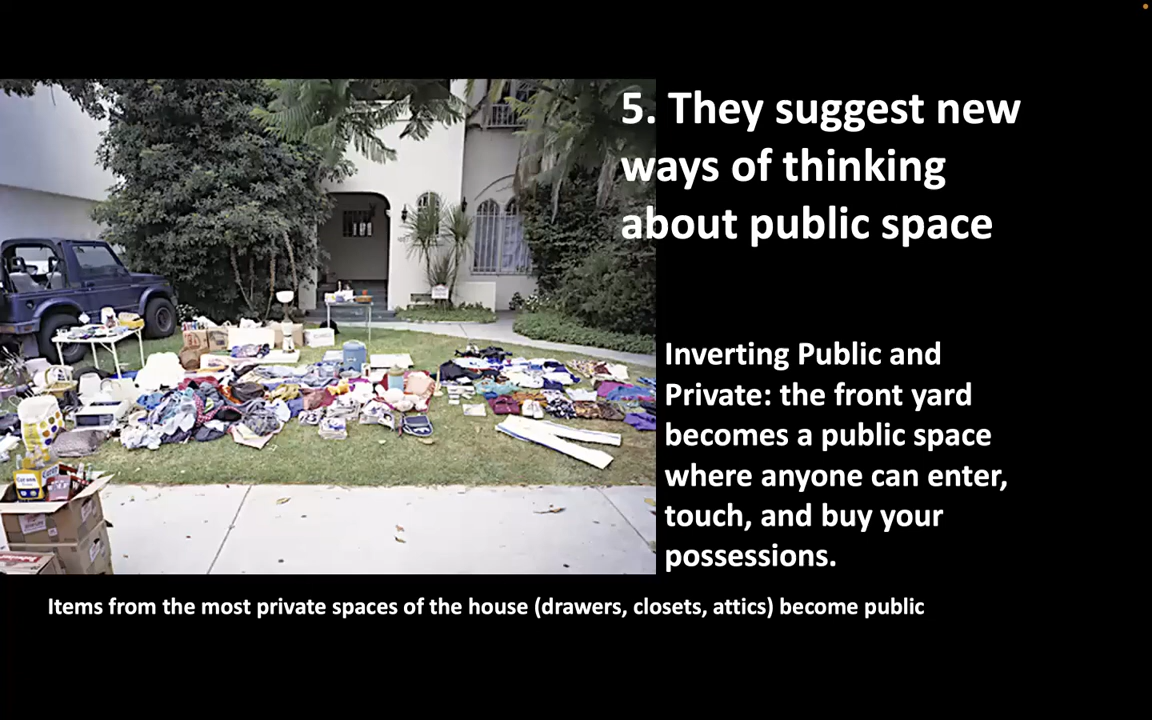 5. They suggest new
ways of thinking
about public space
Inverting Public and
Private: the front yard
becomes a public space
where anyone can enter,
touch, and buy your
possessions.
Items from the most private spaces of the house (drawers, closets, attics) become public